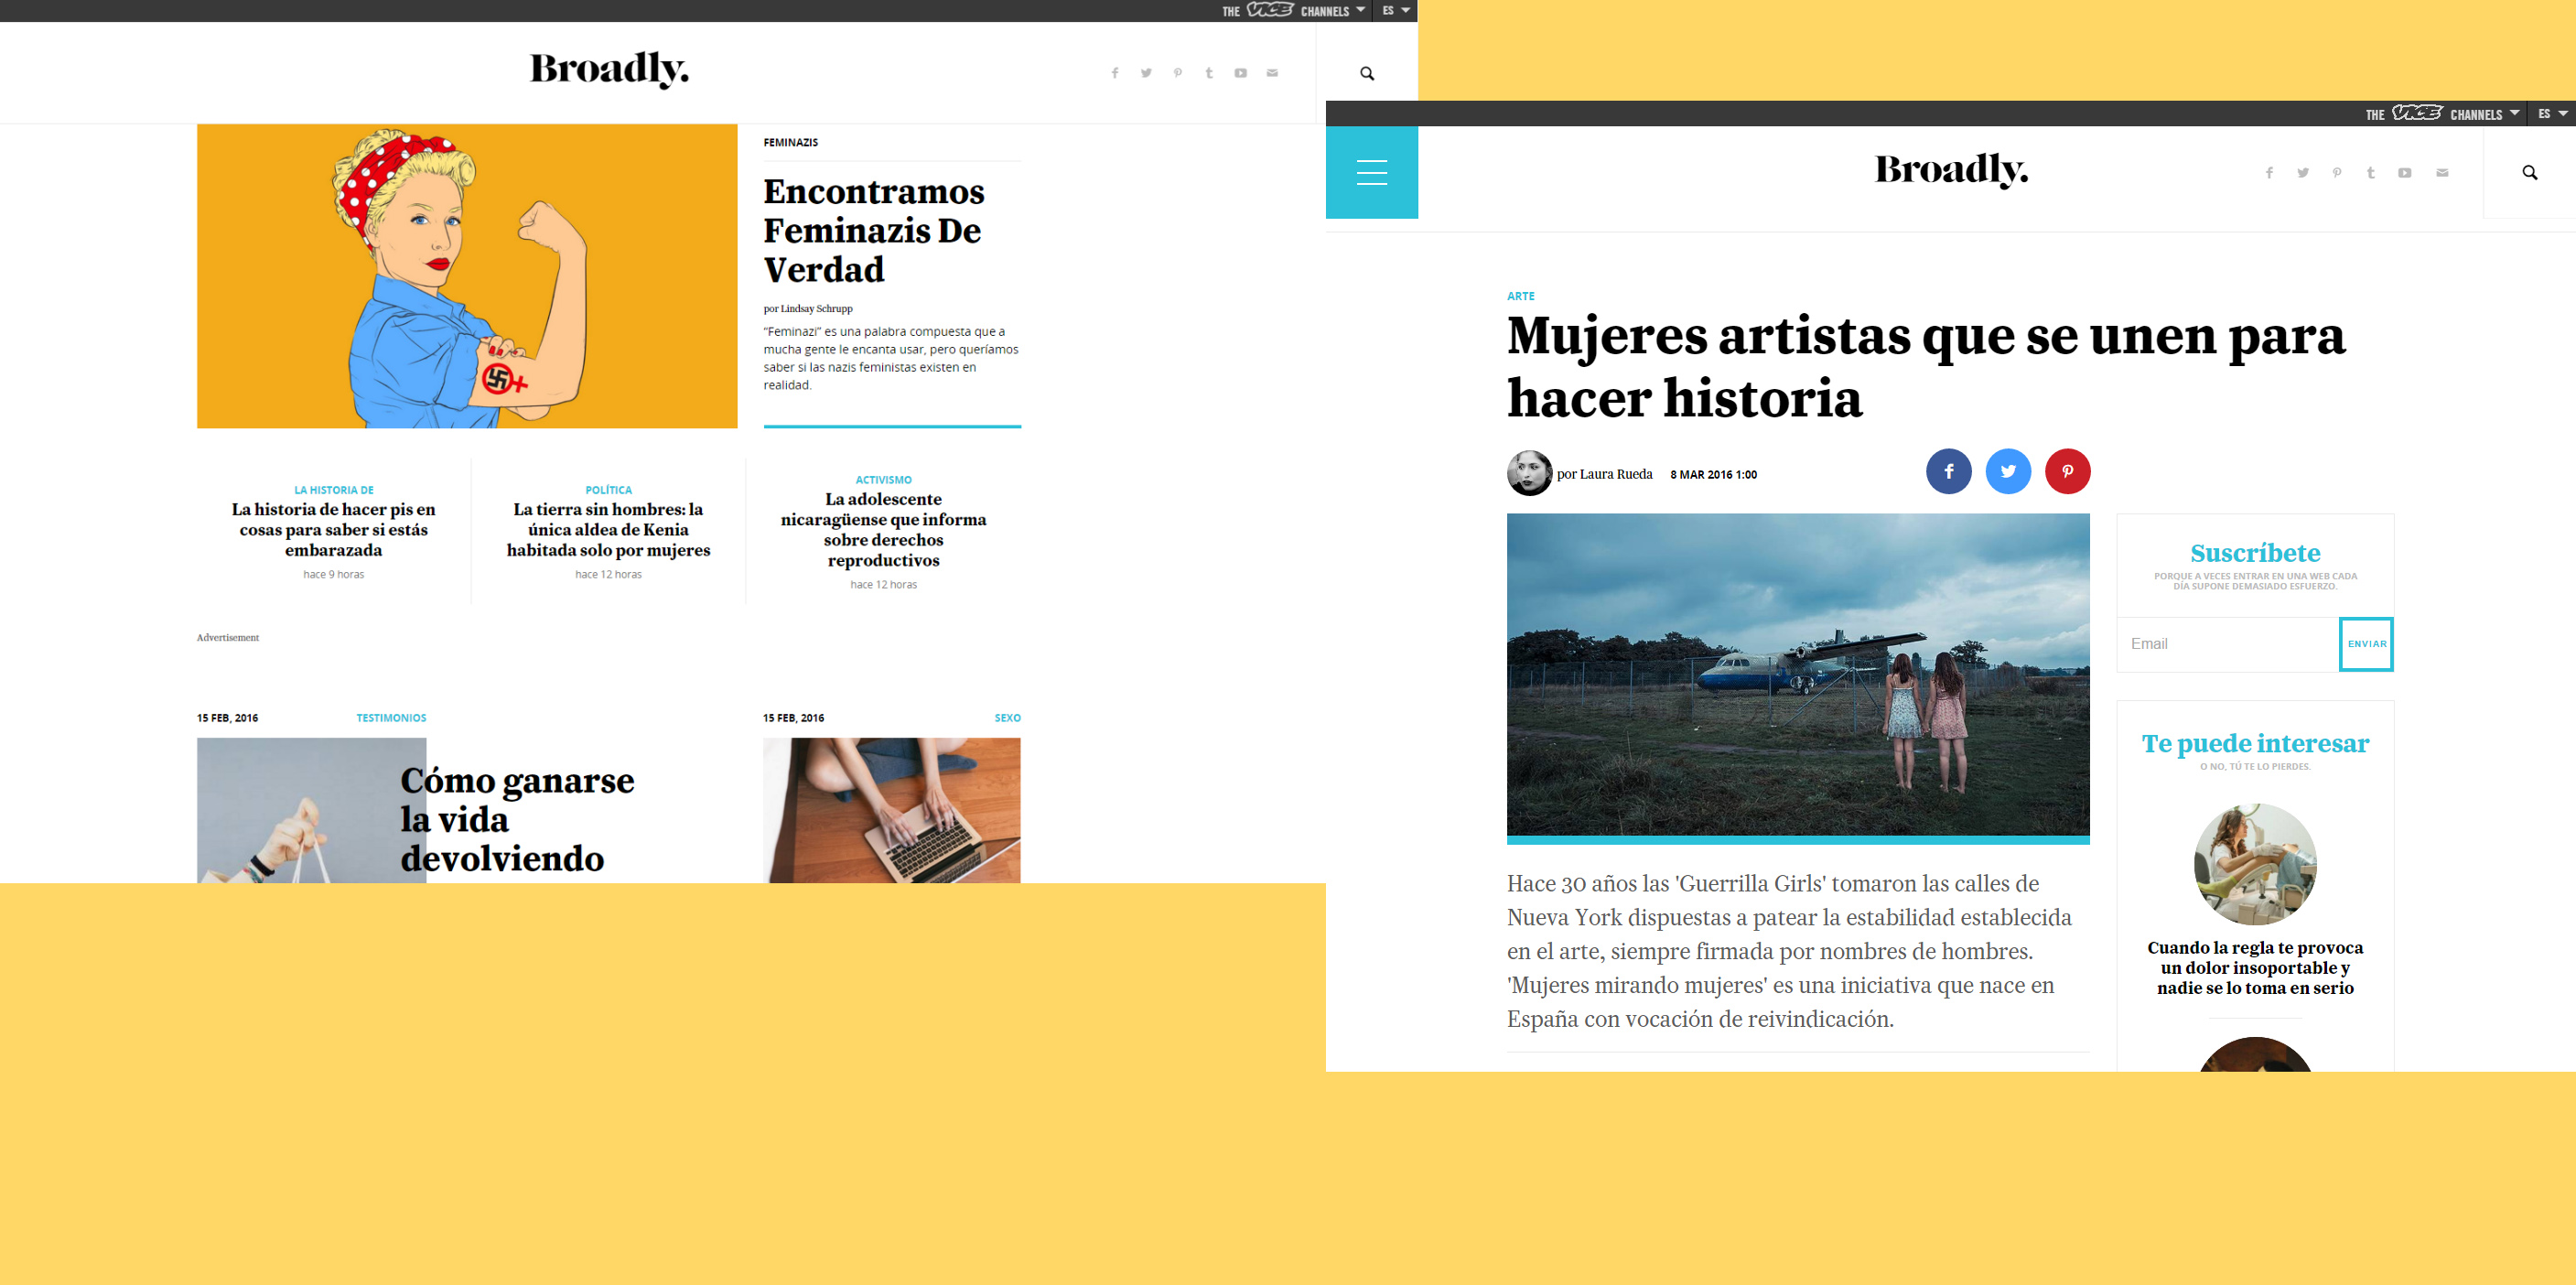 THE VICE CHANNELS ES
Broadly.
FEMINAZIS
Encontramos
Feminazis De
Verdad
por Lindsay Schrupp
“Feminazi” es una palabra compuesta que a
mucha gente le encanta usar, pero queríamos
saber si las nazis feministas existen en
realidad.
LA HISTORIA DE
La historia de hacer pis en
cosas para saber si estás
embarazada
hace 9 horas
POLÍTICA
La tierra sin hombres: la
única aldea de Kenia
habitada solo por mujeres
hace 12 horas
ACTIVISMO
La adolescente
nicaragüense que informa
sobre derechos
reproductivos
hace 12 horas
Advertisement
15 FEB, 2016 TESTIMONIOS
Cómo ganarse
la vida
devolviendo
15 FEB, 2016 SEXO
THE VICE CHANNELS ES
Broadly.
ARTE
Mujeres artistas que se unen para
hacer historia
por Laura Rueda 8 MAR 2016 1:00
Hace 30 años las 'Guerrilla Girls' tomaron las calles de
Nueva York dispuestas a patear la estabilidad establecida
en el arte, siempre firmada por nombres de hombres.
'Mujeres mirando mujeres' es una iniciativa que nace en
España con vocación de reivindicación.
Suscríbete
PORQUE A VECES ENTRAR EN UNA WEB CADA
DÍA SUPONE DEMASIADO ESFUERZO.
Email ENVIAR
Te puede interesar
O NO, TÚ TE LO PIERDES.
Cuando la regla te provoca
un dolor insoportable y
nadie se lo toma en serio